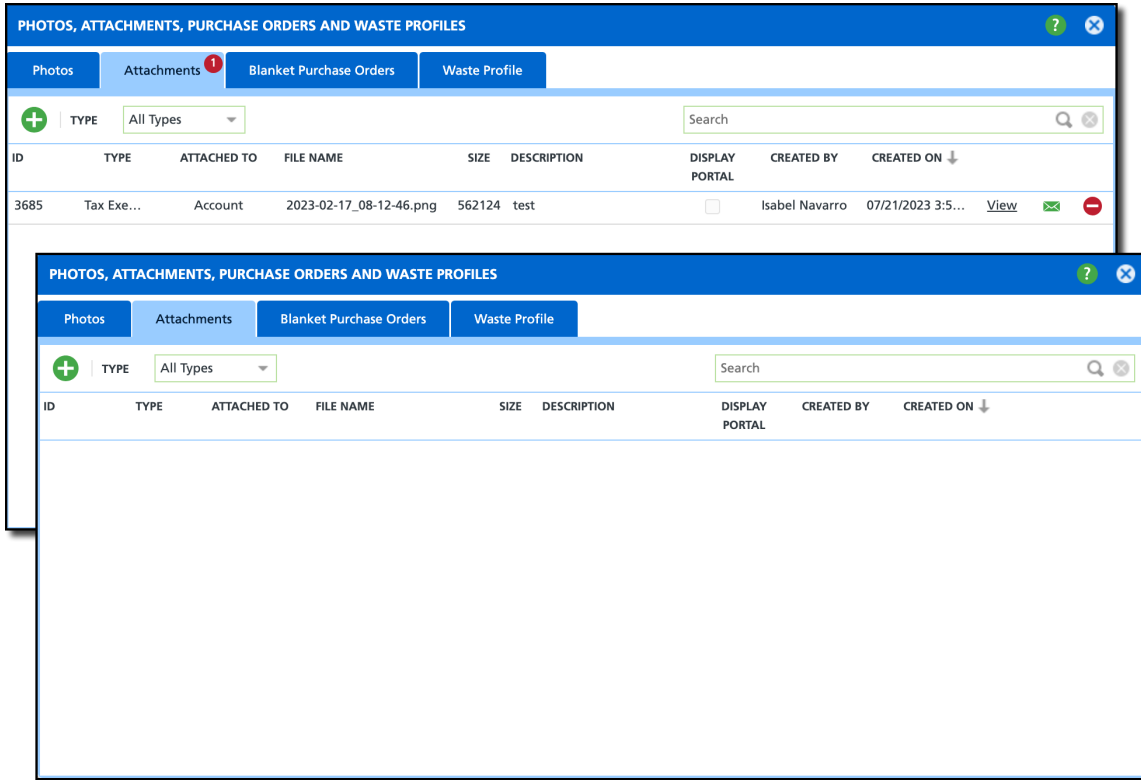 PHOTOS, ATTACHMENTS, PURCHASE ORDERS AND WASTE PROFILES ?
Photos Attachments 1 Blanket Purchase Orders Waste Profile
TYPE All Types Search
ID TYPE ATTACHED TO FILE NAME SIZE DESCRIPTION DISPLAY PORTAL CREATED BY CREATED ON
3685 Tax Exe... Account 2023-02-17_08-12-46.png 562124 test Isabel Navarro 07/21/2023 3:5... View
PHOTOS, ATTACHMENTS, PURCHASE ORDERS AND WASTE PROFILES ?
Photos Attachments Blanket Purchase Orders Waste Profile
TYPE All Types Search
ID TYPE ATTACHED TO FILE NAME SIZE DESCRIPTION DISPLAY PORTAL CREATED BY CREATED ON